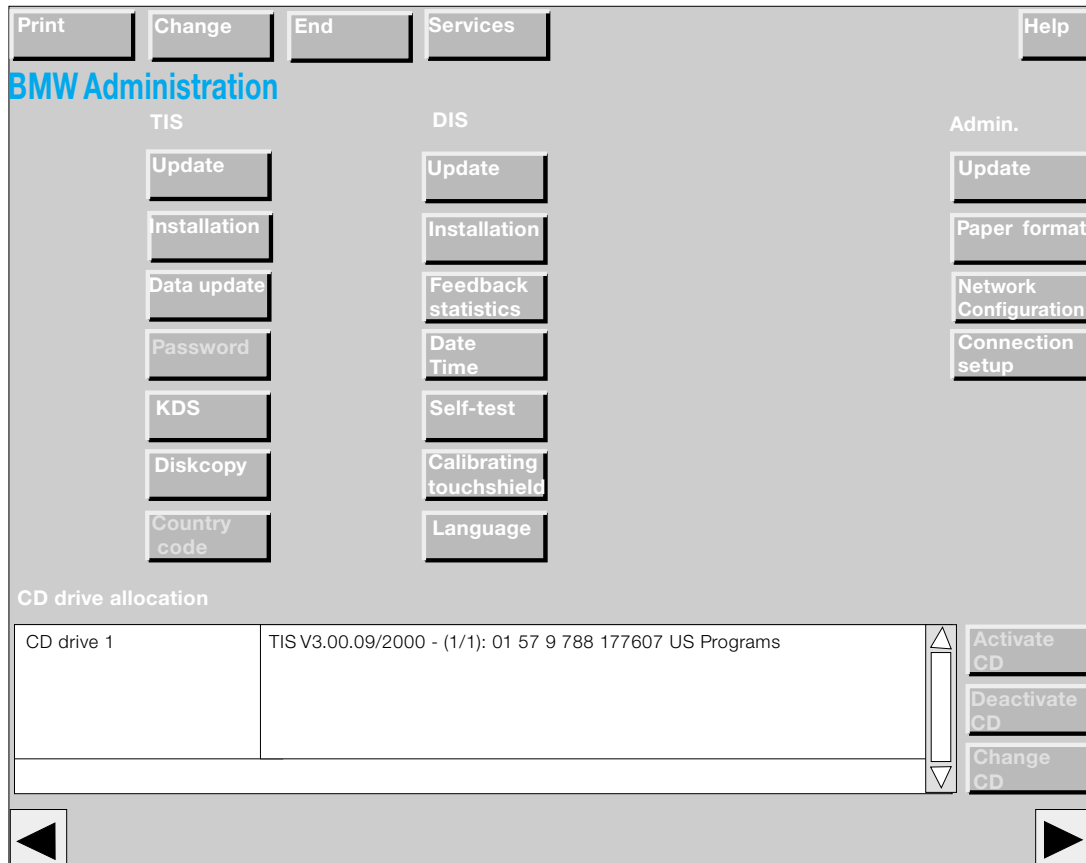 Print Change End Services Help
BMW Administration
TIS DIS Admin.
Update Update Update
Installation Installation Paper format
Data update Feedback statistics Network Configuration
Password Date Time Connection setup
KDS Self-test
Diskcopy Calibrating touchshield
Country code Language
CD drive allocation
CD drive 1 TIS V3.00.09/2000 - (1/1): 01 57 9 788 177607 US Programs
Activate CD
Deactivate CD
Change CD